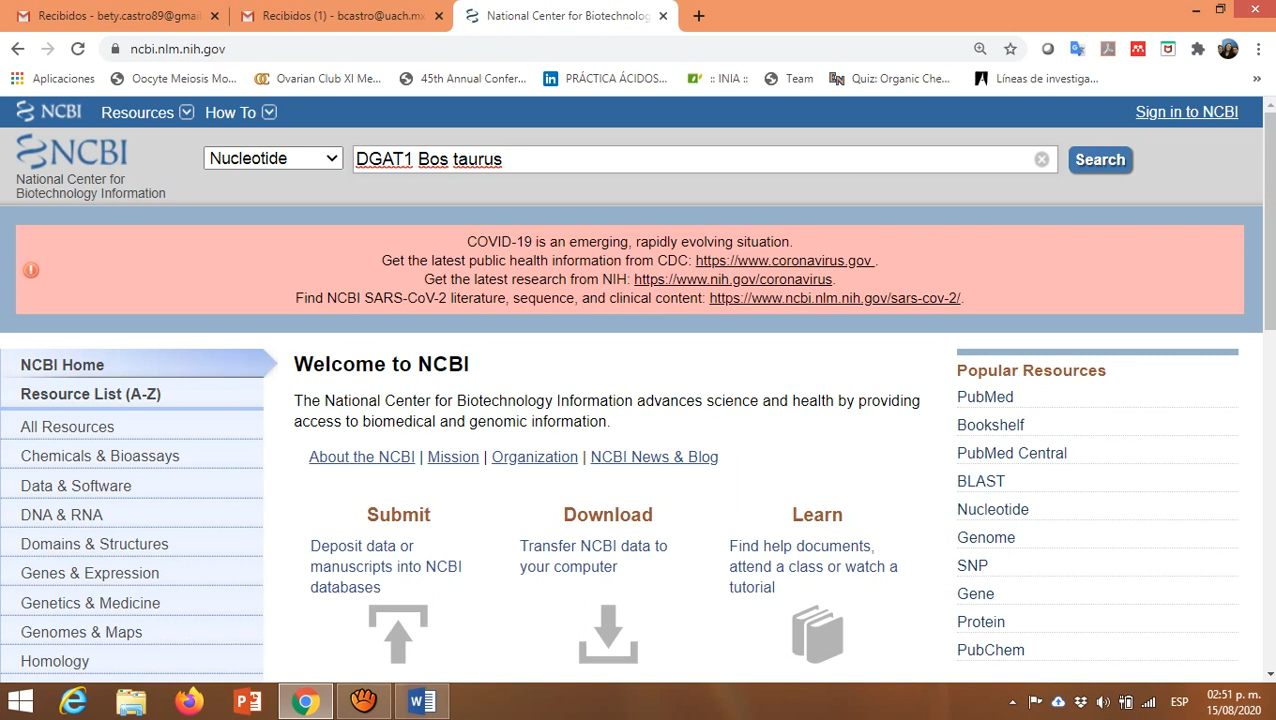 Recibidos - bety.castro89@gmai
Recibidos (1) - bcastro@uach.mx
National Center for Biotechnolog
ncbi.nlm.nih.gov
Aplicaciones
Oocyte Meiosis Mo...
Ovarian Club XI Me...
45th Annual Confer...
PRÁCTICA ÁCIDOS...
:: INIA ::
Team
Quiz: Organic Che...
Líneas de investiga...
»
NCBI Resources How To
Sign in to NCBI
NCBI
National Center for
Biotechnology Information
Nucleotide
DGAT1 Bos taurus
Search
COVID-19 is an emerging, rapidly evolving situation.
Get the latest public health information from CDC: https://www.coronavirus.gov .
Get the latest research from NIH: https://www.nih.gov/coronavirus.
Find NCBI SARS-CoV-2 literature, sequence, and clinical content: https://www.ncbi.nlm.nih.gov/sars-cov-2/.
NCBI Home
Resource List (A-Z)
All Resources
Chemicals & Bioassays
Data & Software
DNA & RNA
Domains & Structures
Genes & Expression
Genetics & Medicine
Genomes & Maps
Homology
Welcome to NCBI
The National Center for Biotechnology Information advances science and health by providing
access to biomedical and genomic information.
About the NCBI | Mission | Organization | NCBI News & Blog
Submit
Deposit data or
manuscripts into NCBI
databases
Download
Transfer NCBI data to
your computer
Learn
Find help documents,
attend a class or watch a
tutorial
Popular Resources
PubMed
Bookshelf
PubMed Central
BLAST
Nucleotide
Genome
SNP
Gene
Protein
PubChem
ESP
02:51 p. m.
15/08/2020